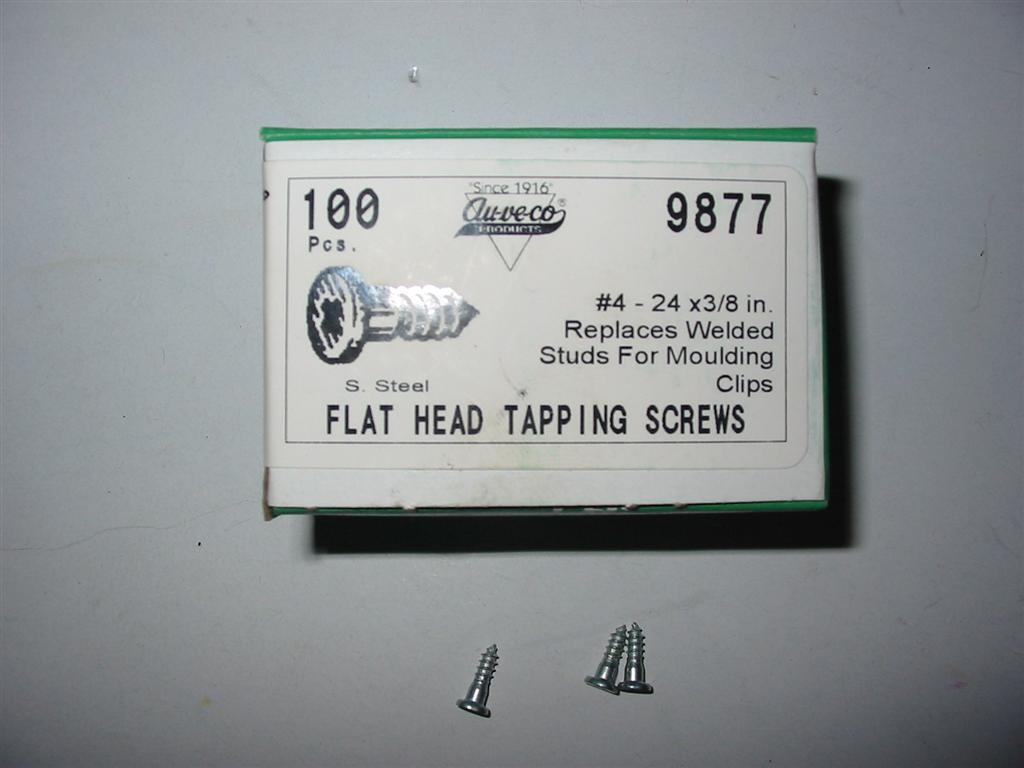 "Since 1916"
100
Au-ve-co®
9877
PRODUCTS
Pcs.
#4 - 24 x3/8 in.
Replaces Welded
Studs For Moulding
Clips
S. Steel
FLAT HEAD TAPPING SCREWS